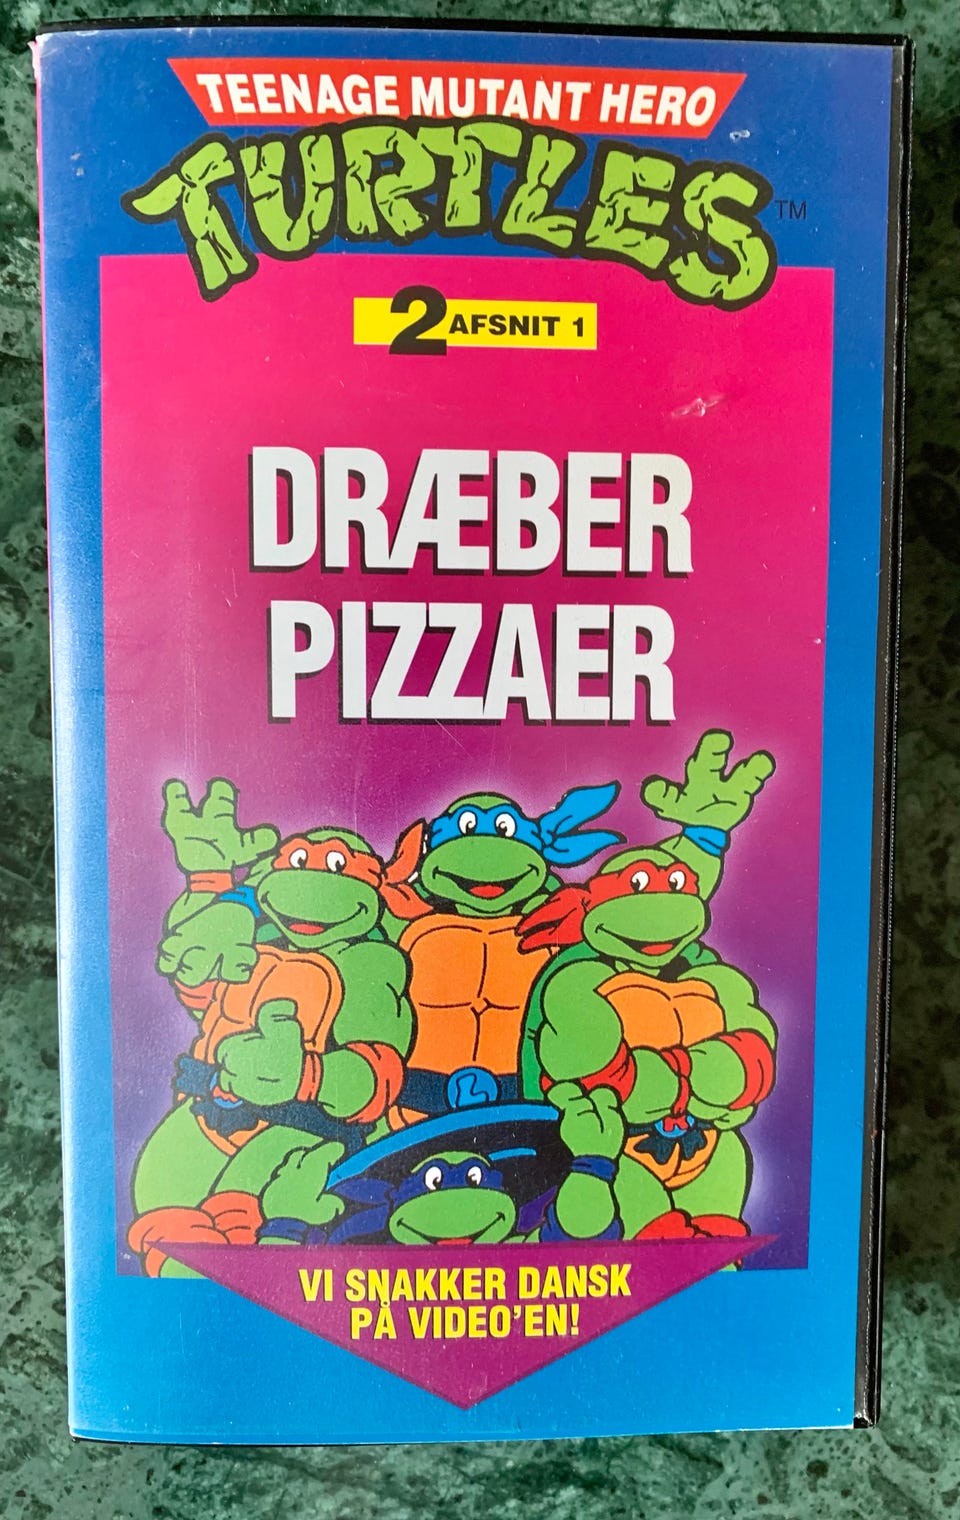 TEENAGE MUTANT HERO
TURTLES TM
2 AFSNIT 1
DRÆBER
PIZZAER
L
K
VI SNAKKER DANSK
PÅ VIDEO'EN!